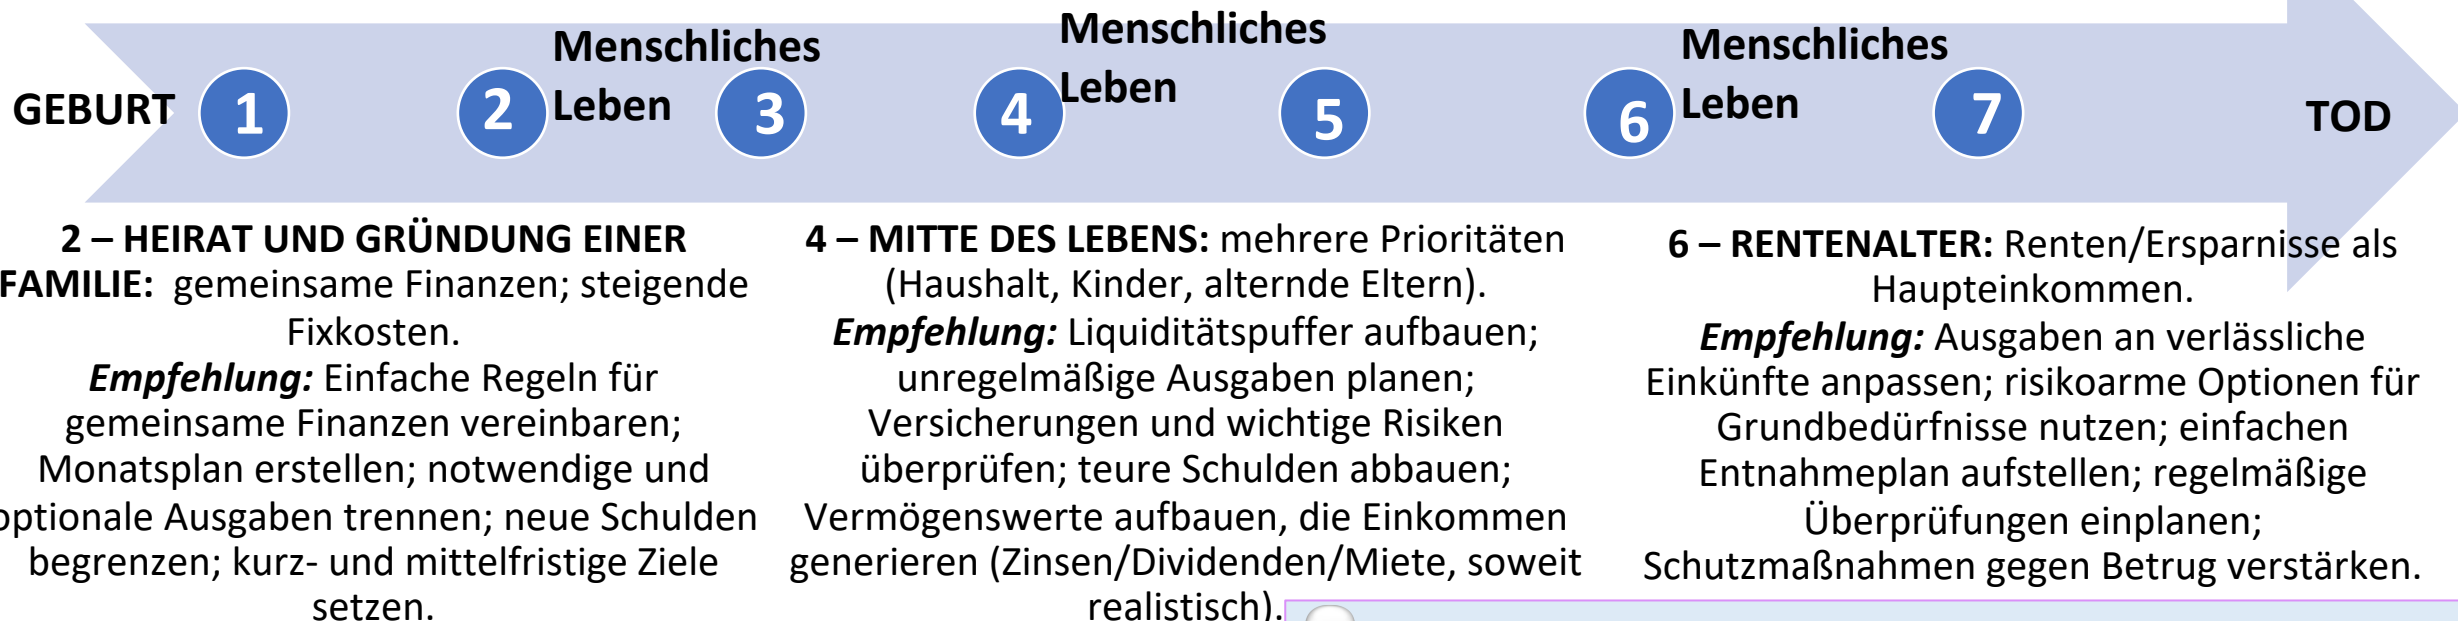 GEBURT
1
2
Menschliches
Leben
3
4
Menschliches
Leben
5
6
Menschliches
Leben
7
TOD
2 – HEIRAT UND GRÜNDUNG EINER
FAMILIE: gemeinsame Finanzen; steigende
Fixkosten.
Empfehlung: Einfache Regeln für
gemeinsame Finanzen vereinbaren;
Monatsplan erstellen; notwendige und
optionale Ausgaben trennen; neue Schulden
begrenzen; kurz- und mittelfristige Ziele
setzen.
4 – MITTE DES LEBENS: mehrere Prioritäten
(Haushalt, Kinder, alternde Eltern).
Empfehlung: Liquiditätspuffer aufbauen;
unregelmäßige Ausgaben planen;
Versicherungen und wichtige Risiken
überprüfen; teure Schulden abbauen;
Vermögenswerte aufbauen, die Einkommen
generieren (Zinsen/Dividenden/Miete, soweit
realistisch).
6 – RENTENALTER: Renten/Ersparnisse als
Haupteinkommen.
Empfehlung: Ausgaben an verlässliche
Einkünfte anpassen; risikoarme Optionen für
Grundbedürfnisse nutzen; einfachen
Entnahmeplan aufstellen; regelmäßige
Überprüfungen einplanen;
Schutzmaßnahmen gegen Betrug verstärken.